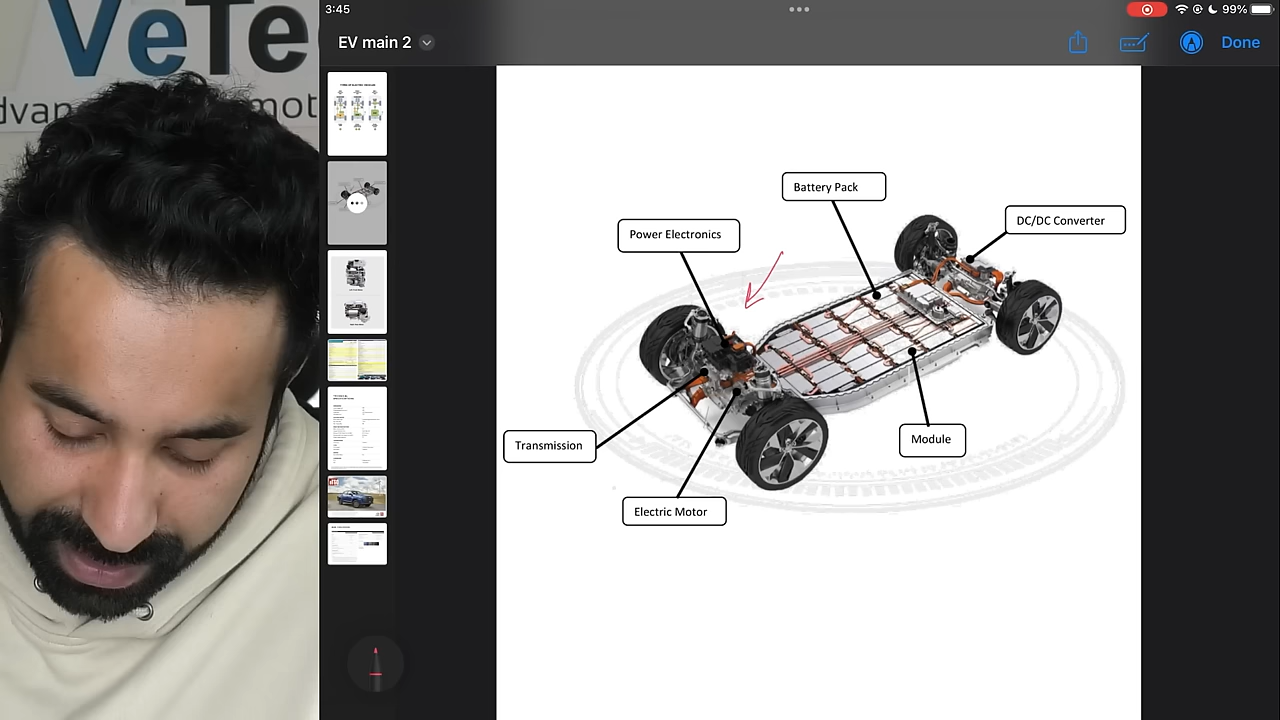 VeTe
dvan
mot
3:45
99%
EV main 2
Done
Battery Pack
DC/DC Converter
Power Electronics
Transmission
Module
Electric Motor